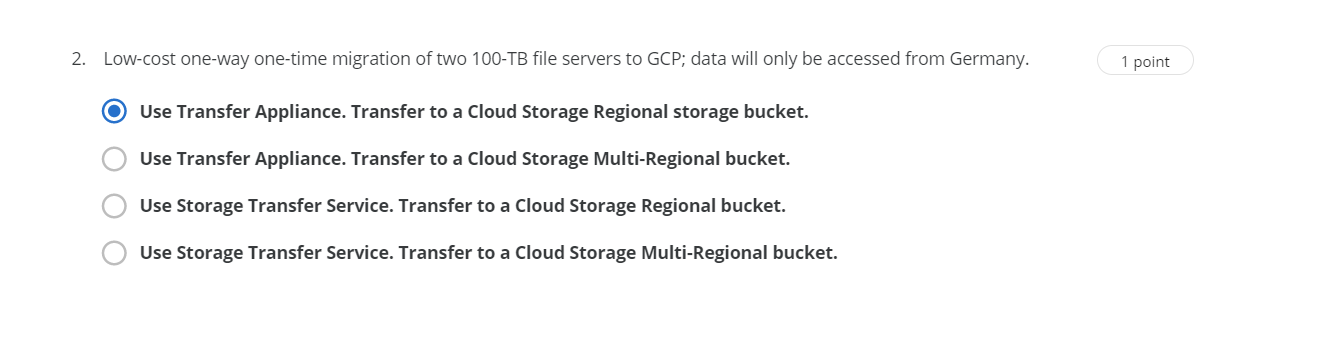 2. Low-cost one-way one-time migration of two 100-TB file servers to GCP; data will only be accessed from Germany.
1 point
Use Transfer Appliance. Transfer to a Cloud Storage Regional storage bucket.
Use Transfer Appliance. Transfer to a Cloud Storage Multi-Regional bucket.
Use Storage Transfer Service. Transfer to a Cloud Storage Regional bucket.
Use Storage Transfer Service. Transfer to a Cloud Storage Multi-Regional bucket.